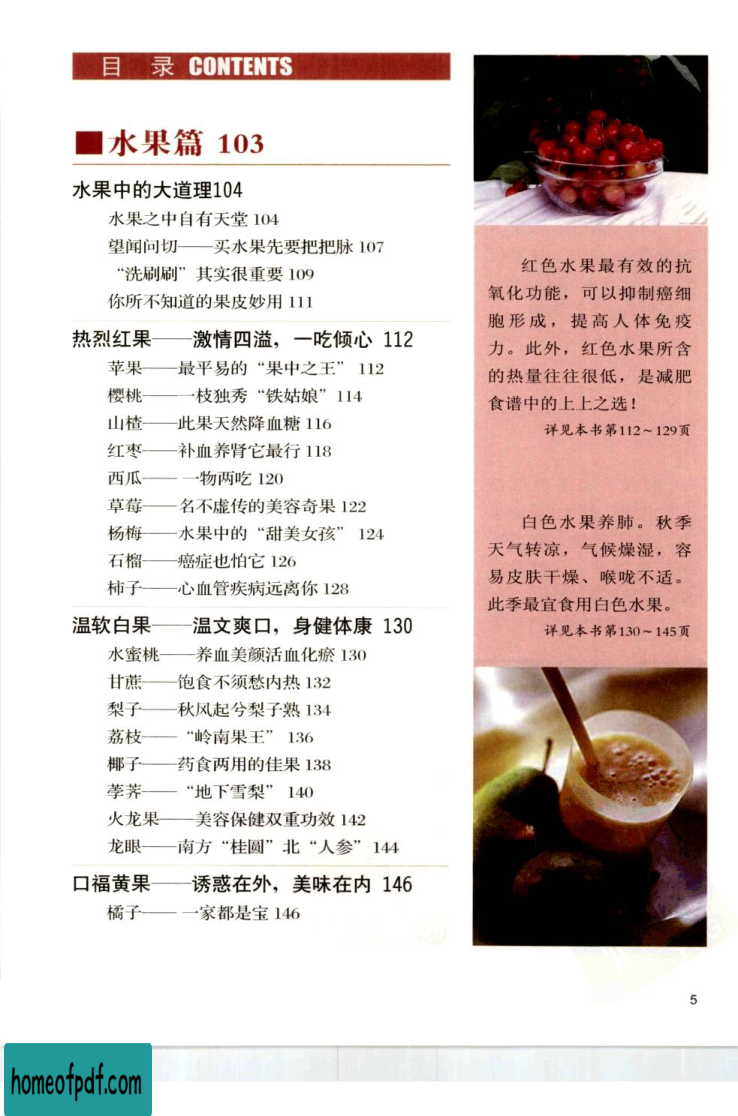 目 录 CONTENTS
■水果篇 103
水果中的大道理104
水果之中自有天堂 104
望闻问切——买水果先要把把脉 107
“洗刷刷”其实很重要 109
你所不知道的果皮妙用 111
热烈红果——激情四溢，一吃倾心 112
苹果——最平易的“果中之王” 112
樱桃——一枝独秀“铁姑娘” 114
山楂——此果天然降血糖 116
红枣——补血养肾它最行 118
西瓜—— 一物两吃 120
草莓——名不虚传的美容奇果 122
杨梅——水果中的“甜美女孩” 124
石榴——癌症也怕它 126
柿子——心血管疾病远离你 128
温软白果——温文爽口，身健体康 130
水蜜桃——养血美颜活血化瘀 130
甘蔗——饱食不须愁内热 132
梨子——秋风起兮梨子熟 134
荔枝——“岭南果王” 136
椰子——药食两用的佳果 138
荸荠——“地下雪梨” 140
火龙果——美容保健双重功效 142
龙眼——南方“桂圆”北“人参” 144
口福黄果——诱惑在外，美味在内 146
橘子—— 一家都是宝 146
红色水果最有效的抗
氧化功能，可以抑制癌细
胞形成，提高人体免疫
力。此外，红色水果所含
的热量往往很低，是减肥
食谱中的上上之选！
详见本书第112～129页
白色水果养肺。秋季
天气转凉，气候燥湿，容
易皮肤干燥、喉咙不适。
此季最宜食用白色水果。
详见本书第130～145页
5
homeofpdf.com